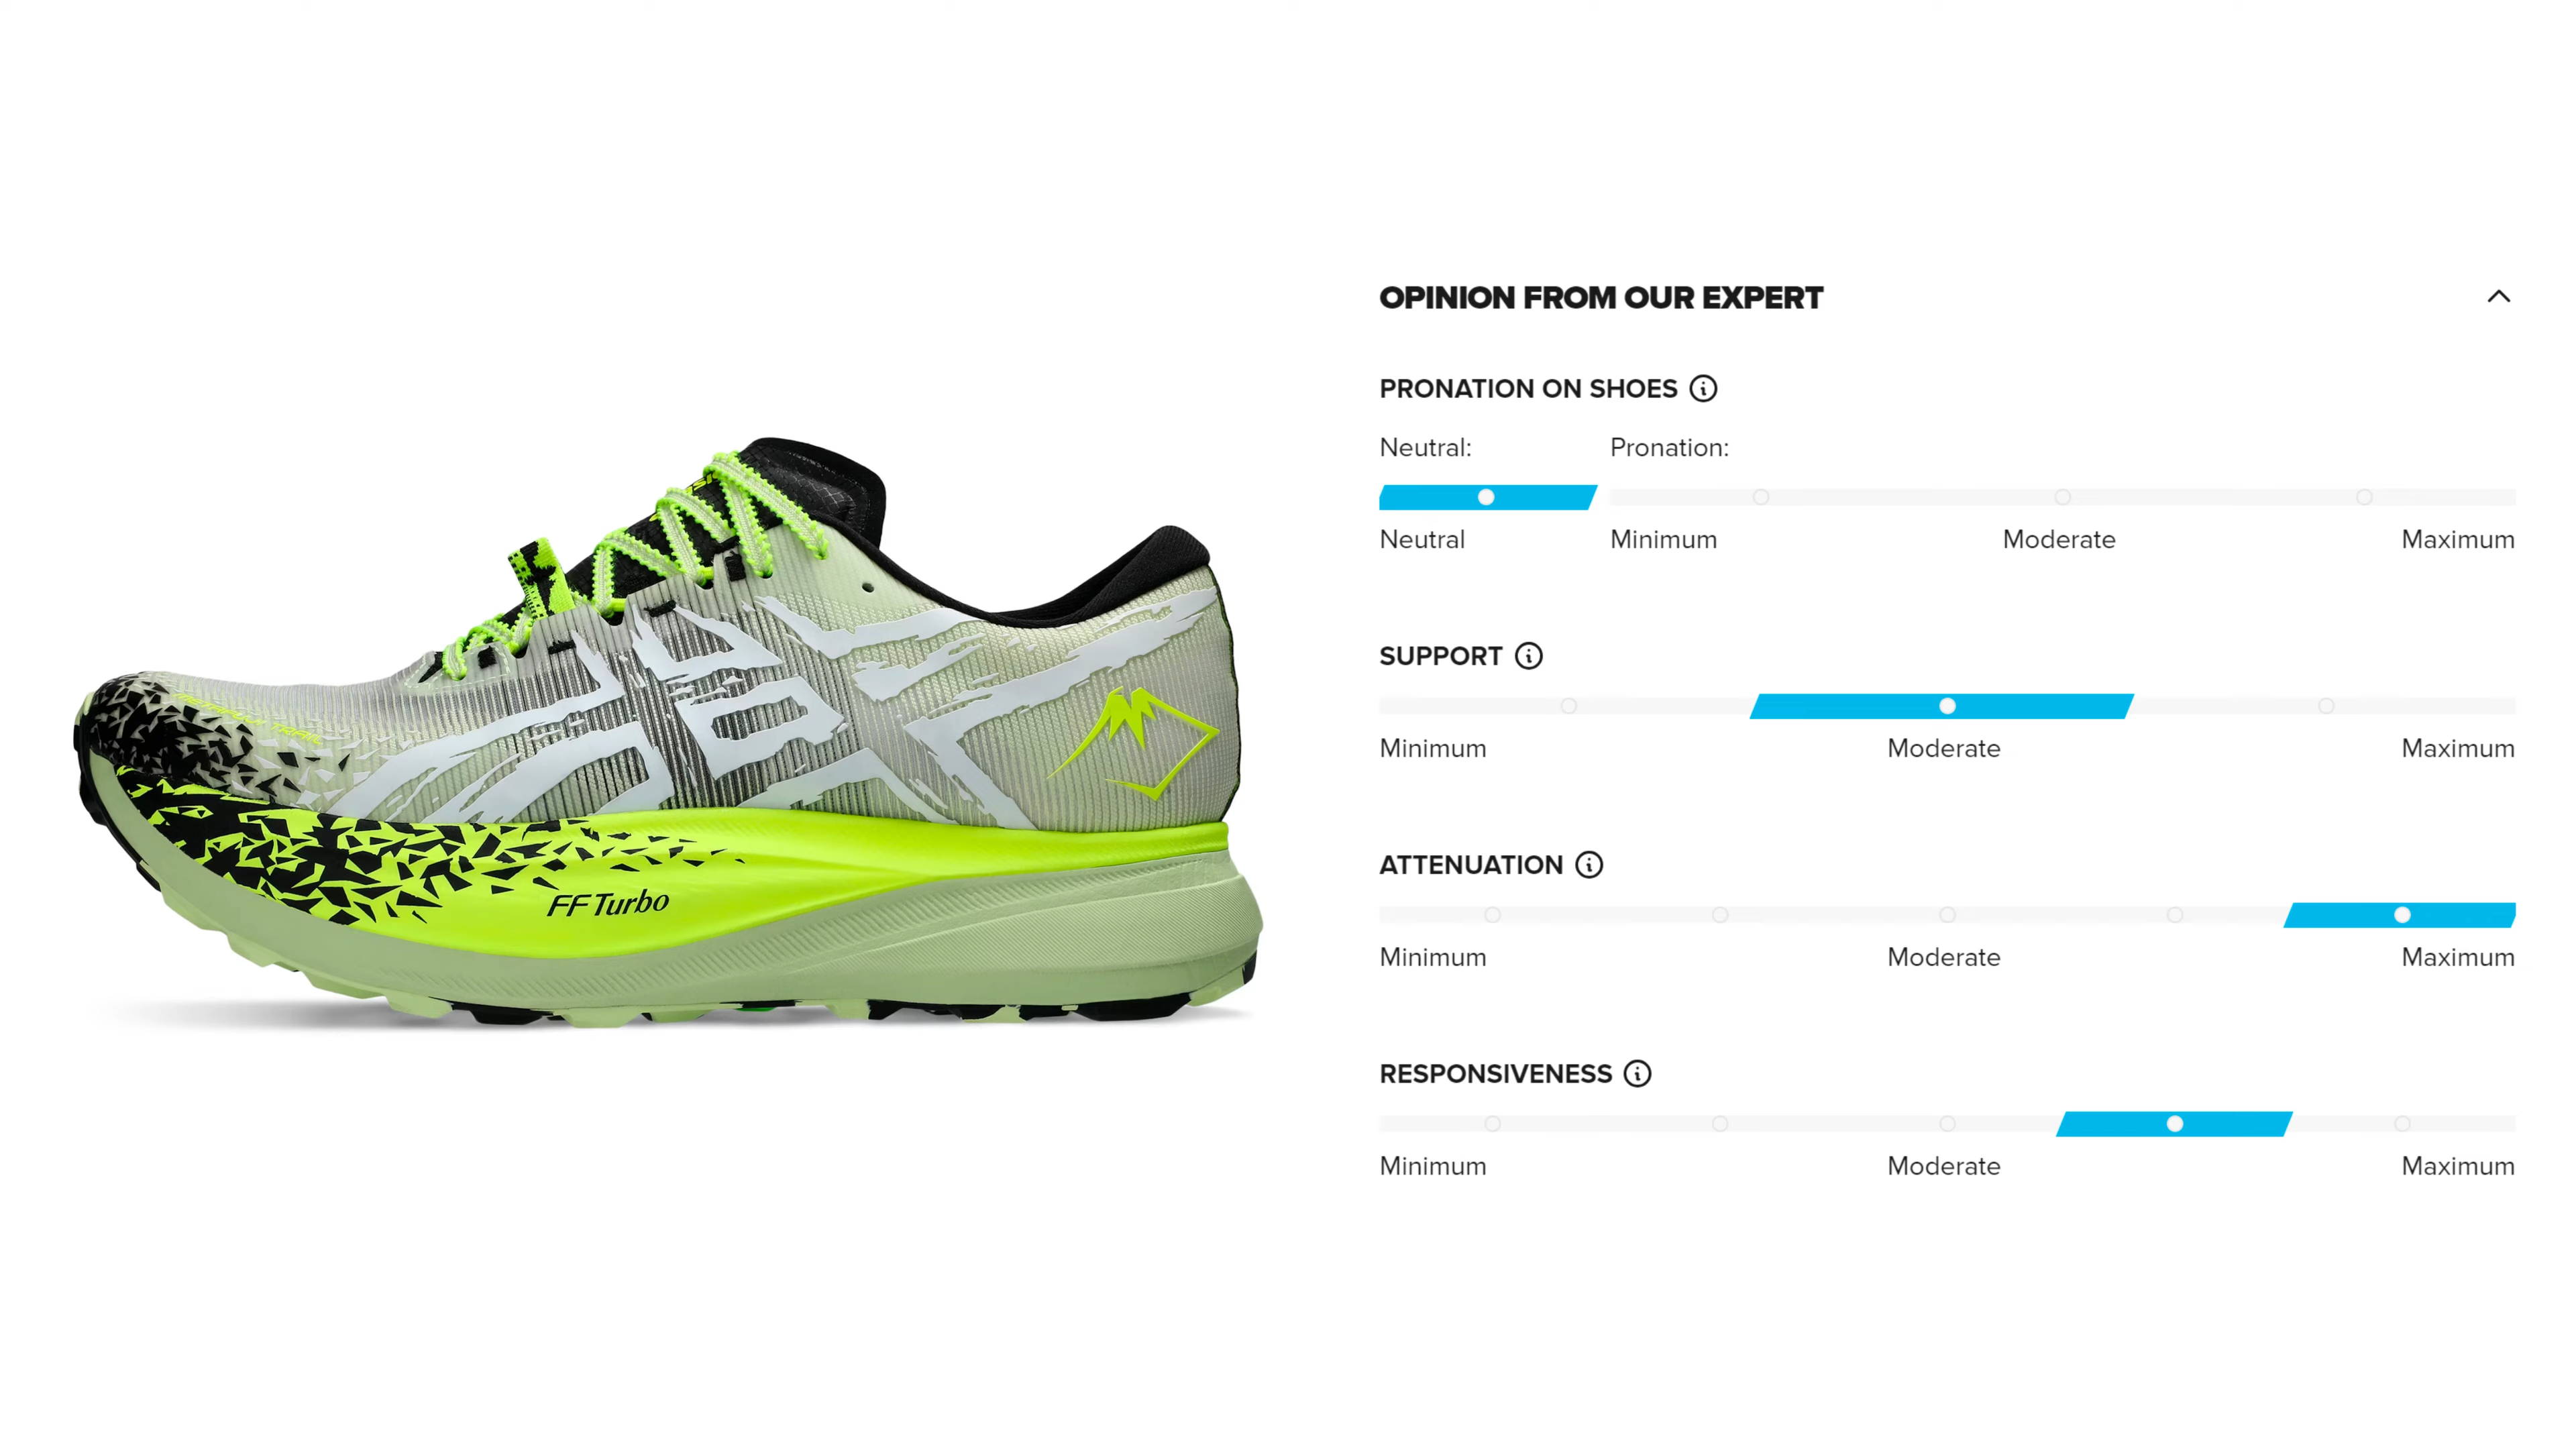 FF Turbo
OPINION FROM OUR EXPERT
PRONATION ON SHOES
Neutral: Pronation:
Neutral Minimum Moderate Maximum
SUPPORT
Minimum Moderate Maximum
ATTENUATION
Minimum Moderate Maximum
RESPONSIVENESS
Minimum Moderate Maximum